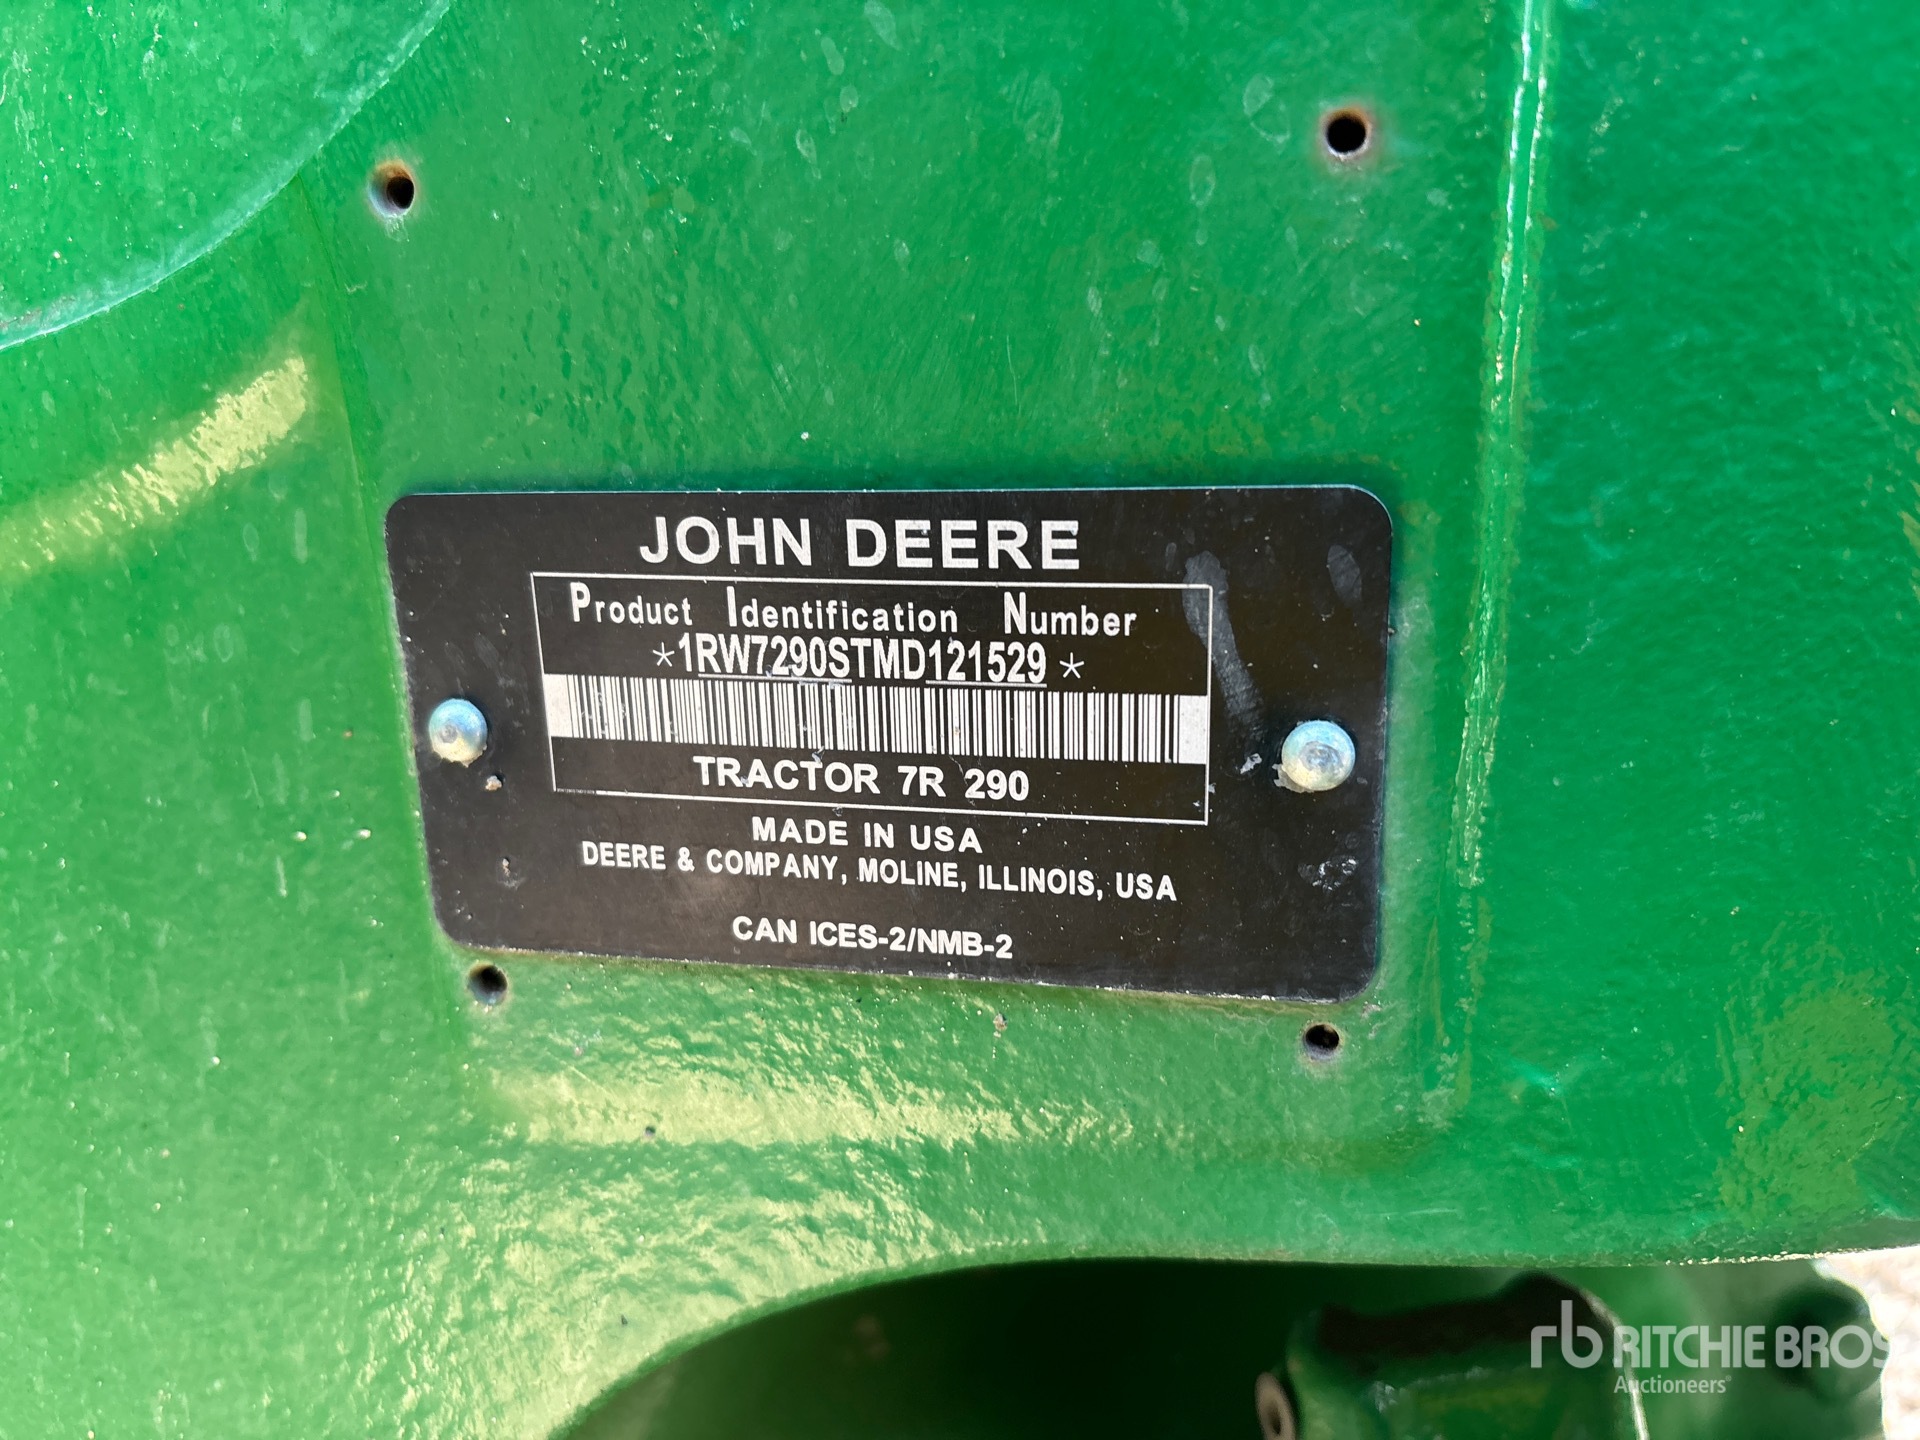 JOHN DEERE
Product Identification Number
*1RW7290STMD121529*
TRACTOR 7R 290
MADE IN USA
DEERE & COMPANY, MOLINE, ILLINOIS, USA
CAN ICES-2/NMB-2
rb RITCHIE BROS
Auctioneers